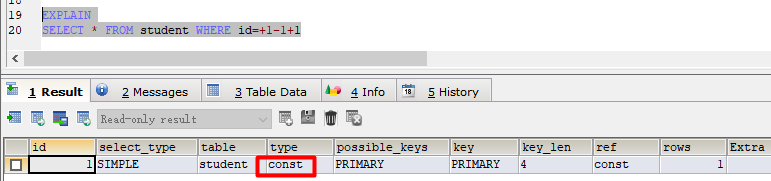 19 EXPLAIN
20 SELECT * FROM student WHERE id=+1-1+1
1 Result 2 Messages 3 Table Data 4 Info 18 5 History
Read-only result
id select_type table type possible_keys key key_len ref rows Extra
1 SIMPLE student const PRIMARY PRIMARY 4 const 1